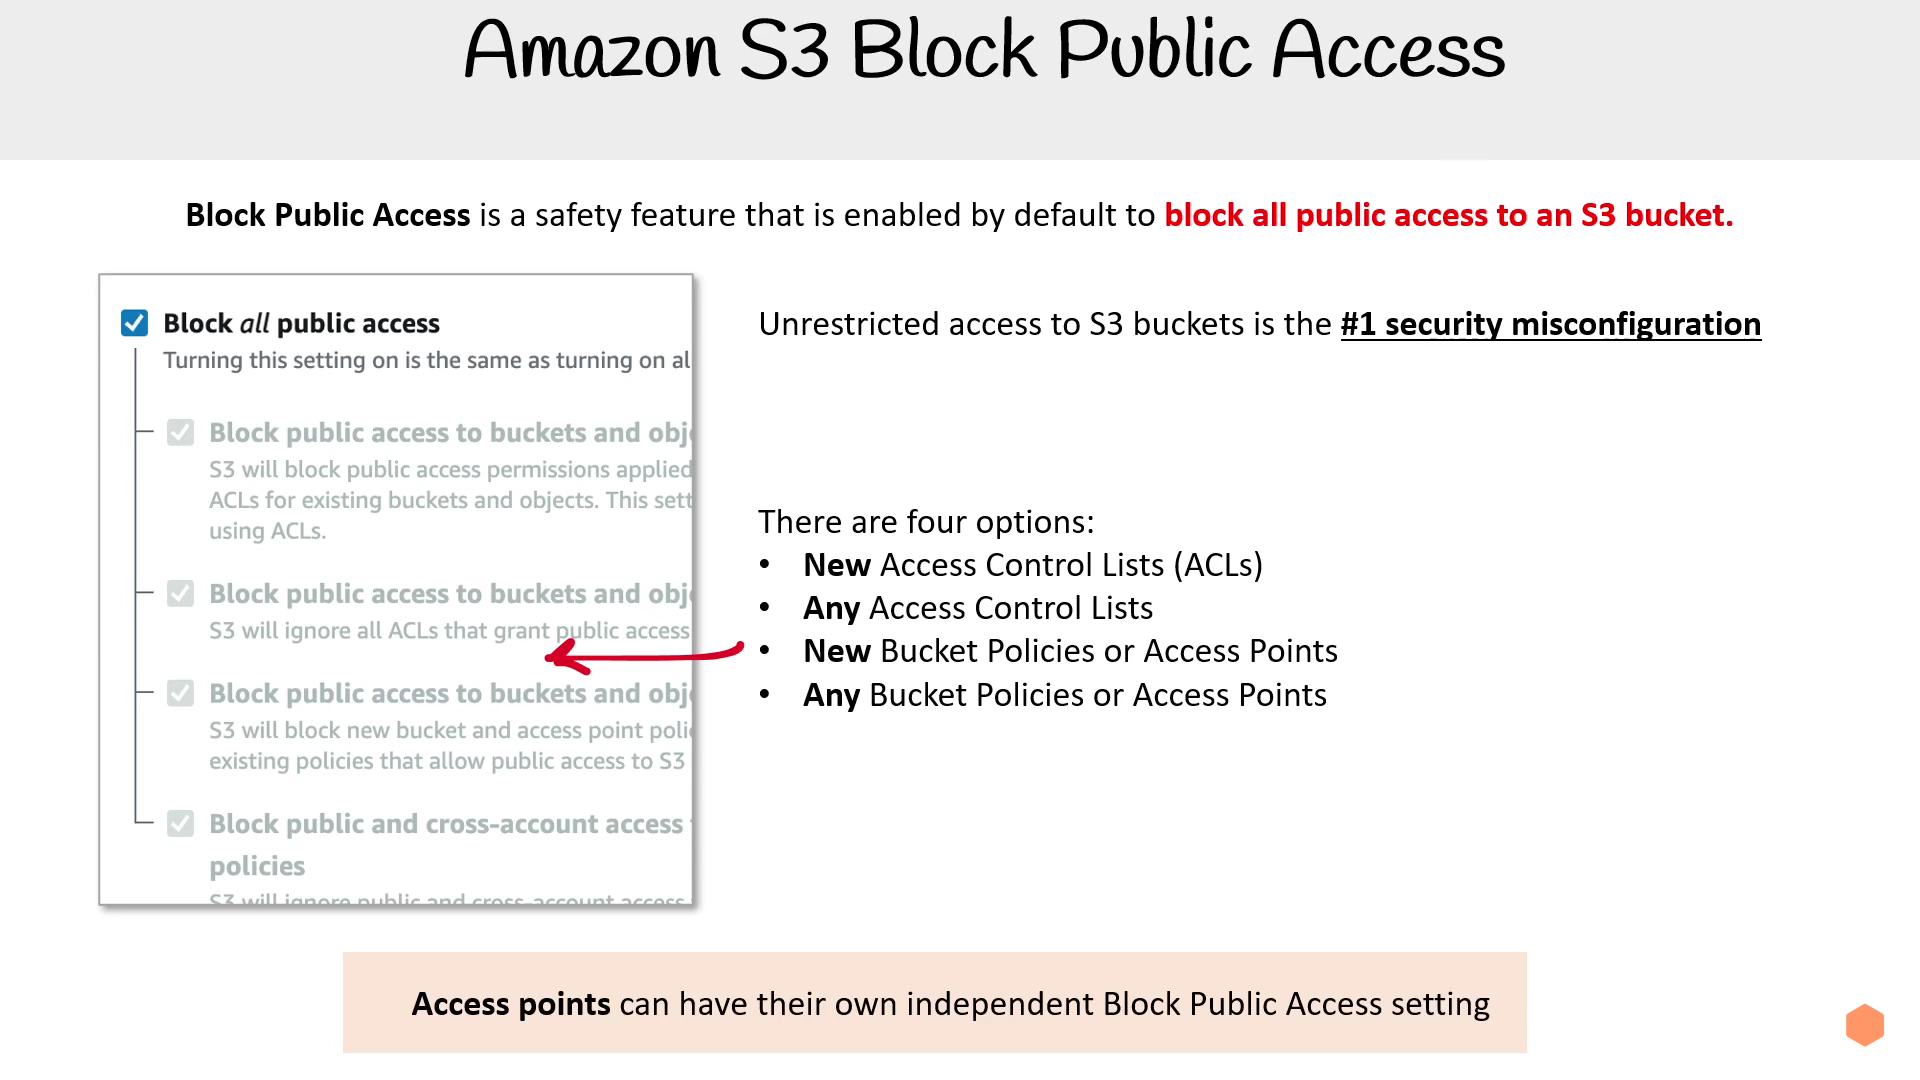 Amazon S3 Block Public Access
Block Public Access is a safety feature that is enabled by default to block all public access to an S3 bucket.
Block all public access
Turning this setting on is the same as turning on al
Block public access to buckets and obj
S3 will block public access permissions applied
ACLs for existing buckets and objects. This sett
using ACLs.
Block public access to buckets and obj
S3 will ignore all ACLs that grant public access
Block public access to buckets and obj
S3 will block new bucket and access point poli
existing policies that allow public access to S3
Block public and cross-account access
policies
S3 will ignore public and cross-account access
Unrestricted access to S3 buckets is the #1 security misconfiguration
There are four options:
• New Access Control Lists (ACLs)
• Any Access Control Lists
• New Bucket Policies or Access Points
• Any Bucket Policies or Access Points
Access points can have their own independent Block Public Access setting